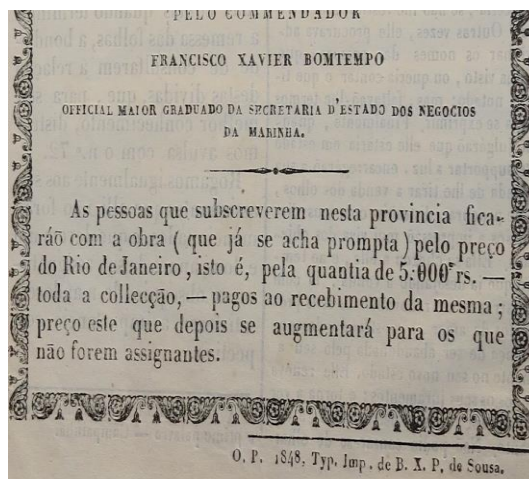 PELO COMMENDADOR
FRANCISCO XAVIER BOMTEMPO
OFFICIAL MAIOR GRADUADO DA SECRETARIA D ESTADO DOS NEGOCIOS
DA MARINHA.
As pessoas que subscreverem nesta provincia fica-
ráõ com a obra ( que já se acha prompta ) pelo preço
do Rio de Janeiro , isto é, pela quantia de 5:000 rs. —
toda a collecção, — pagos ao recebimento da mesma ;
preço este que depois se augmentará para os que
não forem assignantes.
O. P. 1848. Typ. Imp. de B. X. P. de Sousa.